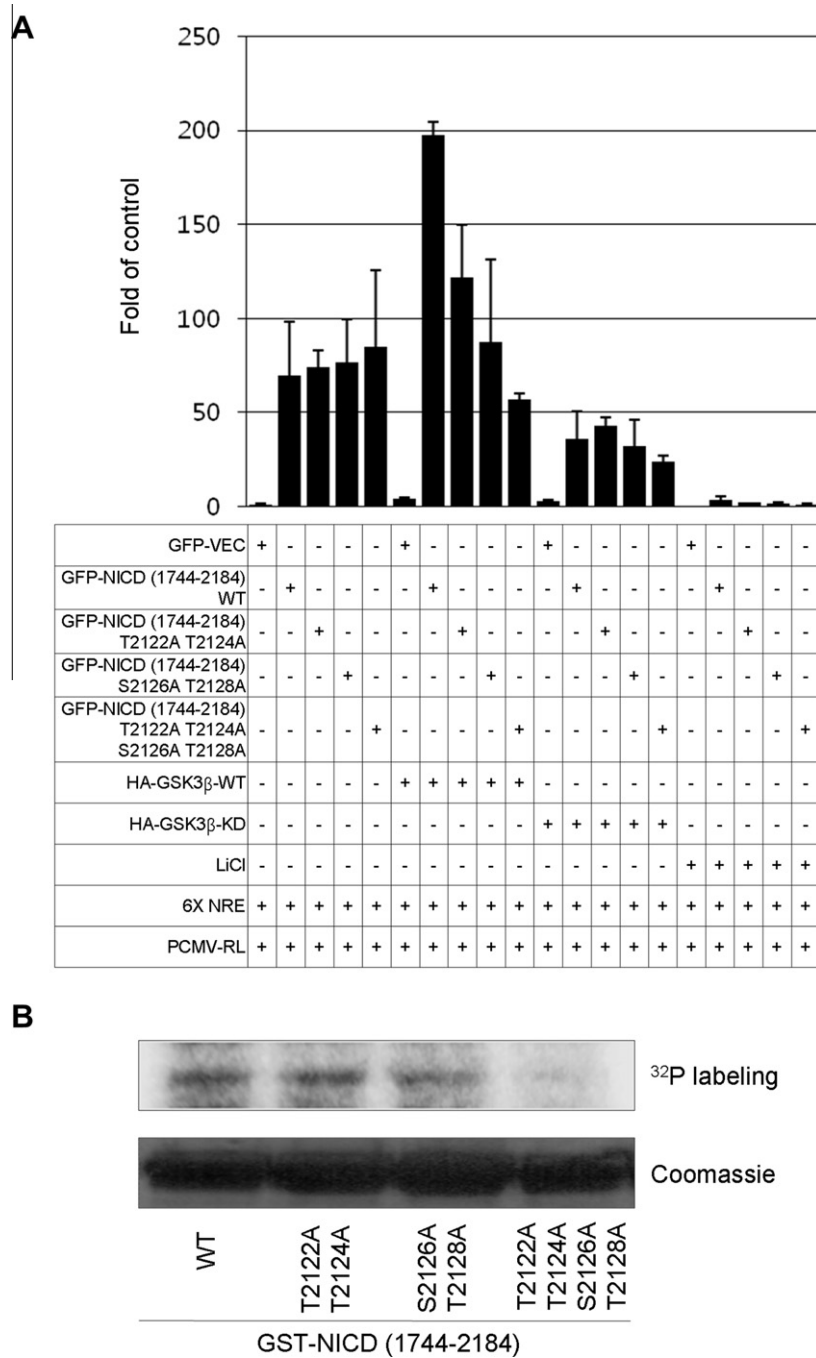 A
250
200
150
100
50
0
Fold of control
GFP-VEC + - - - - + - - - - + - - - - + - - - -
GFP-NICD (1744-2184)
WT - + - - - - + - - - - + - - - - + - - -
GFP-NICD (1744-2184)
T2122A T2124A - - + - - - - + - - - - + - - - - + - -
GFP-NICD (1744-2184)
S2126A T2128A - - - + - - - - + - - - - + - - - - + -
GFP-NICD (1744-2184)
T2122A T2124A - - - - + - - - - + - - - - + - - - - +
S2126A T2128A
HA-GSK3β-WT - - - - - + + + + + - - - - - - - - - -
HA-GSK3β-KD - - - - - - - - - - + + + + + - - - - -
LiCl - - - - - - - - - - - - - - - + + + + +
6X NRE + + + + + + + + + + + + + + + + + + + +
PCMV-RL + + + + + + + + + + + + + + + + + + + +
B
32P labeling
Coomassie
WT
T2122A
T2124A
S2126A
T2128A
T2122A
T2124A
S2126A
T2128A
GST-NICD (1744-2184)